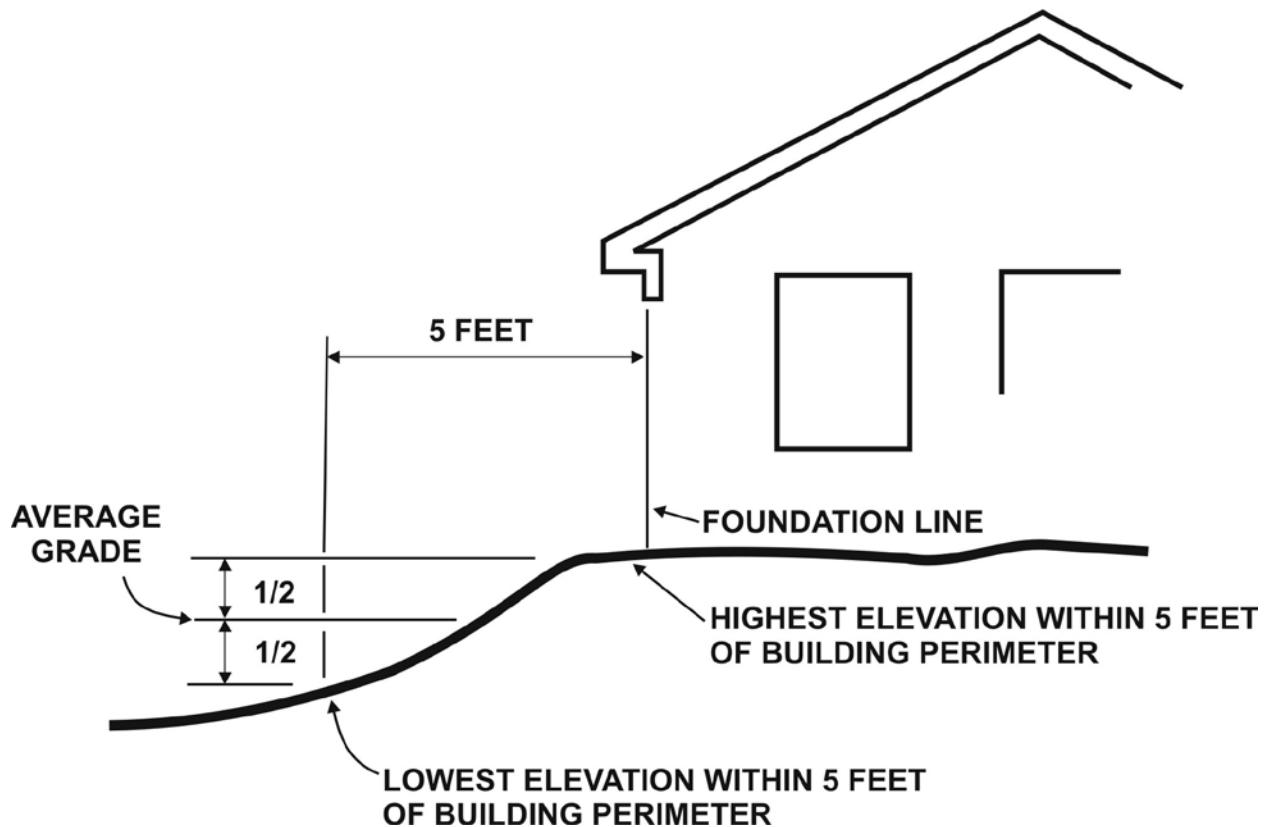 5 FEET
AVERAGE
GRADE
FOUNDATION LINE
1/2
1/2
HIGHEST ELEVATION WITHIN 5 FEET
OF BUILDING PERIMETER
LOWEST ELEVATION WITHIN 5 FEET
OF BUILDING PERIMETER